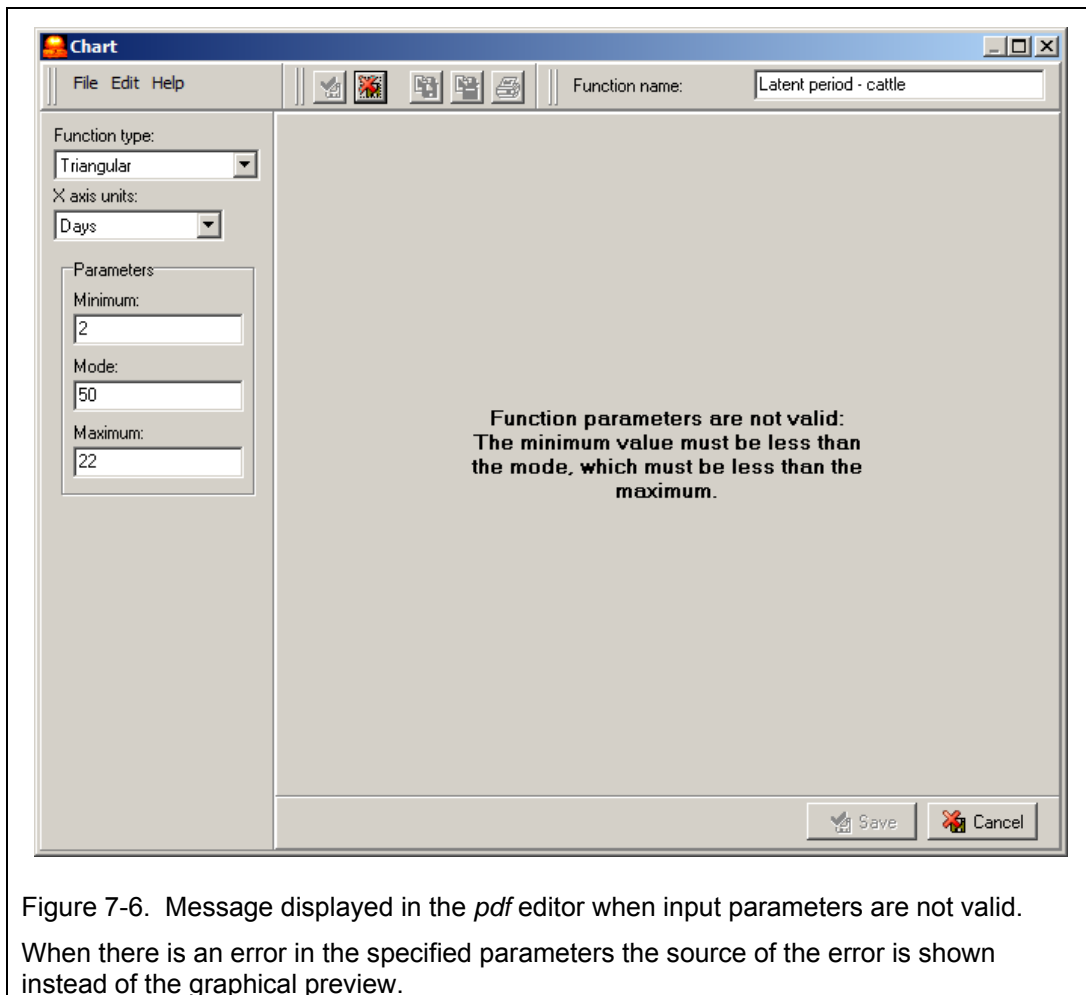 Chart
File Edit Help
Function name:
Latent period - cattle
Function type:
Triangular
X axis units:
Days
Parameters
Minimum:
2
Mode:
50
Maximum:
22
Function parameters are not valid:
The minimum value must be less than
the mode, which must be less than the
maximum.
Save
Cancel
Figure 7-6.  Message displayed in the pdf editor when input parameters are not valid.
When there is an error in the specified parameters the source of the error is shown
instead of the graphical preview.